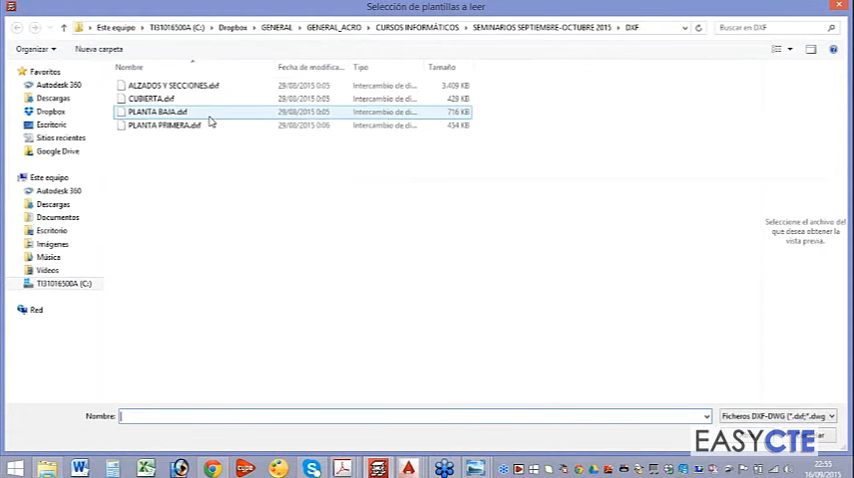 Selección de plantillas a leer
Este equipo › TI31016500A (C:) › Dropbox › GENERAL › GENERAL_ACRO › CURSOS INFORMÁTICOS › SEMINARIOS SEPTIEMBRE-OCTUBRE 2015 › DXF
Buscar en DXF
Organizar
Nueva carpeta
Favoritos
Autodesk 360
Descargas
Dropbox
Escritorio
Sitios recientes
Google Drive
Este equipo
Autodesk 360
Descargas
Documentos
Escritorio
Imágenes
Música
Vídeos
TI31016500A (C:)
Red
Nombre Fecha de modifica... Tipo Tamaño
ALZADOS Y SECCIONES.dxf 29/08/2015 0:05 Intercambio de di... 3.409 KB
CUBIERTA.dxf 29/08/2015 0:05 Intercambio de di... 429 KB
PLANTA BAJA.dxf 29/08/2015 0:05 Intercambio de di... 716 KB
PLANTA PRIMERA.dxf 29/08/2015 0:06 Intercambio de di... 454 KB
Seleccione el archivo del
que desea obtener la
vista previa.
Nombre:
Ficheros DXF-DWG (*.dxf;*.dwg
EASYCTE
22:55
16/09/2015